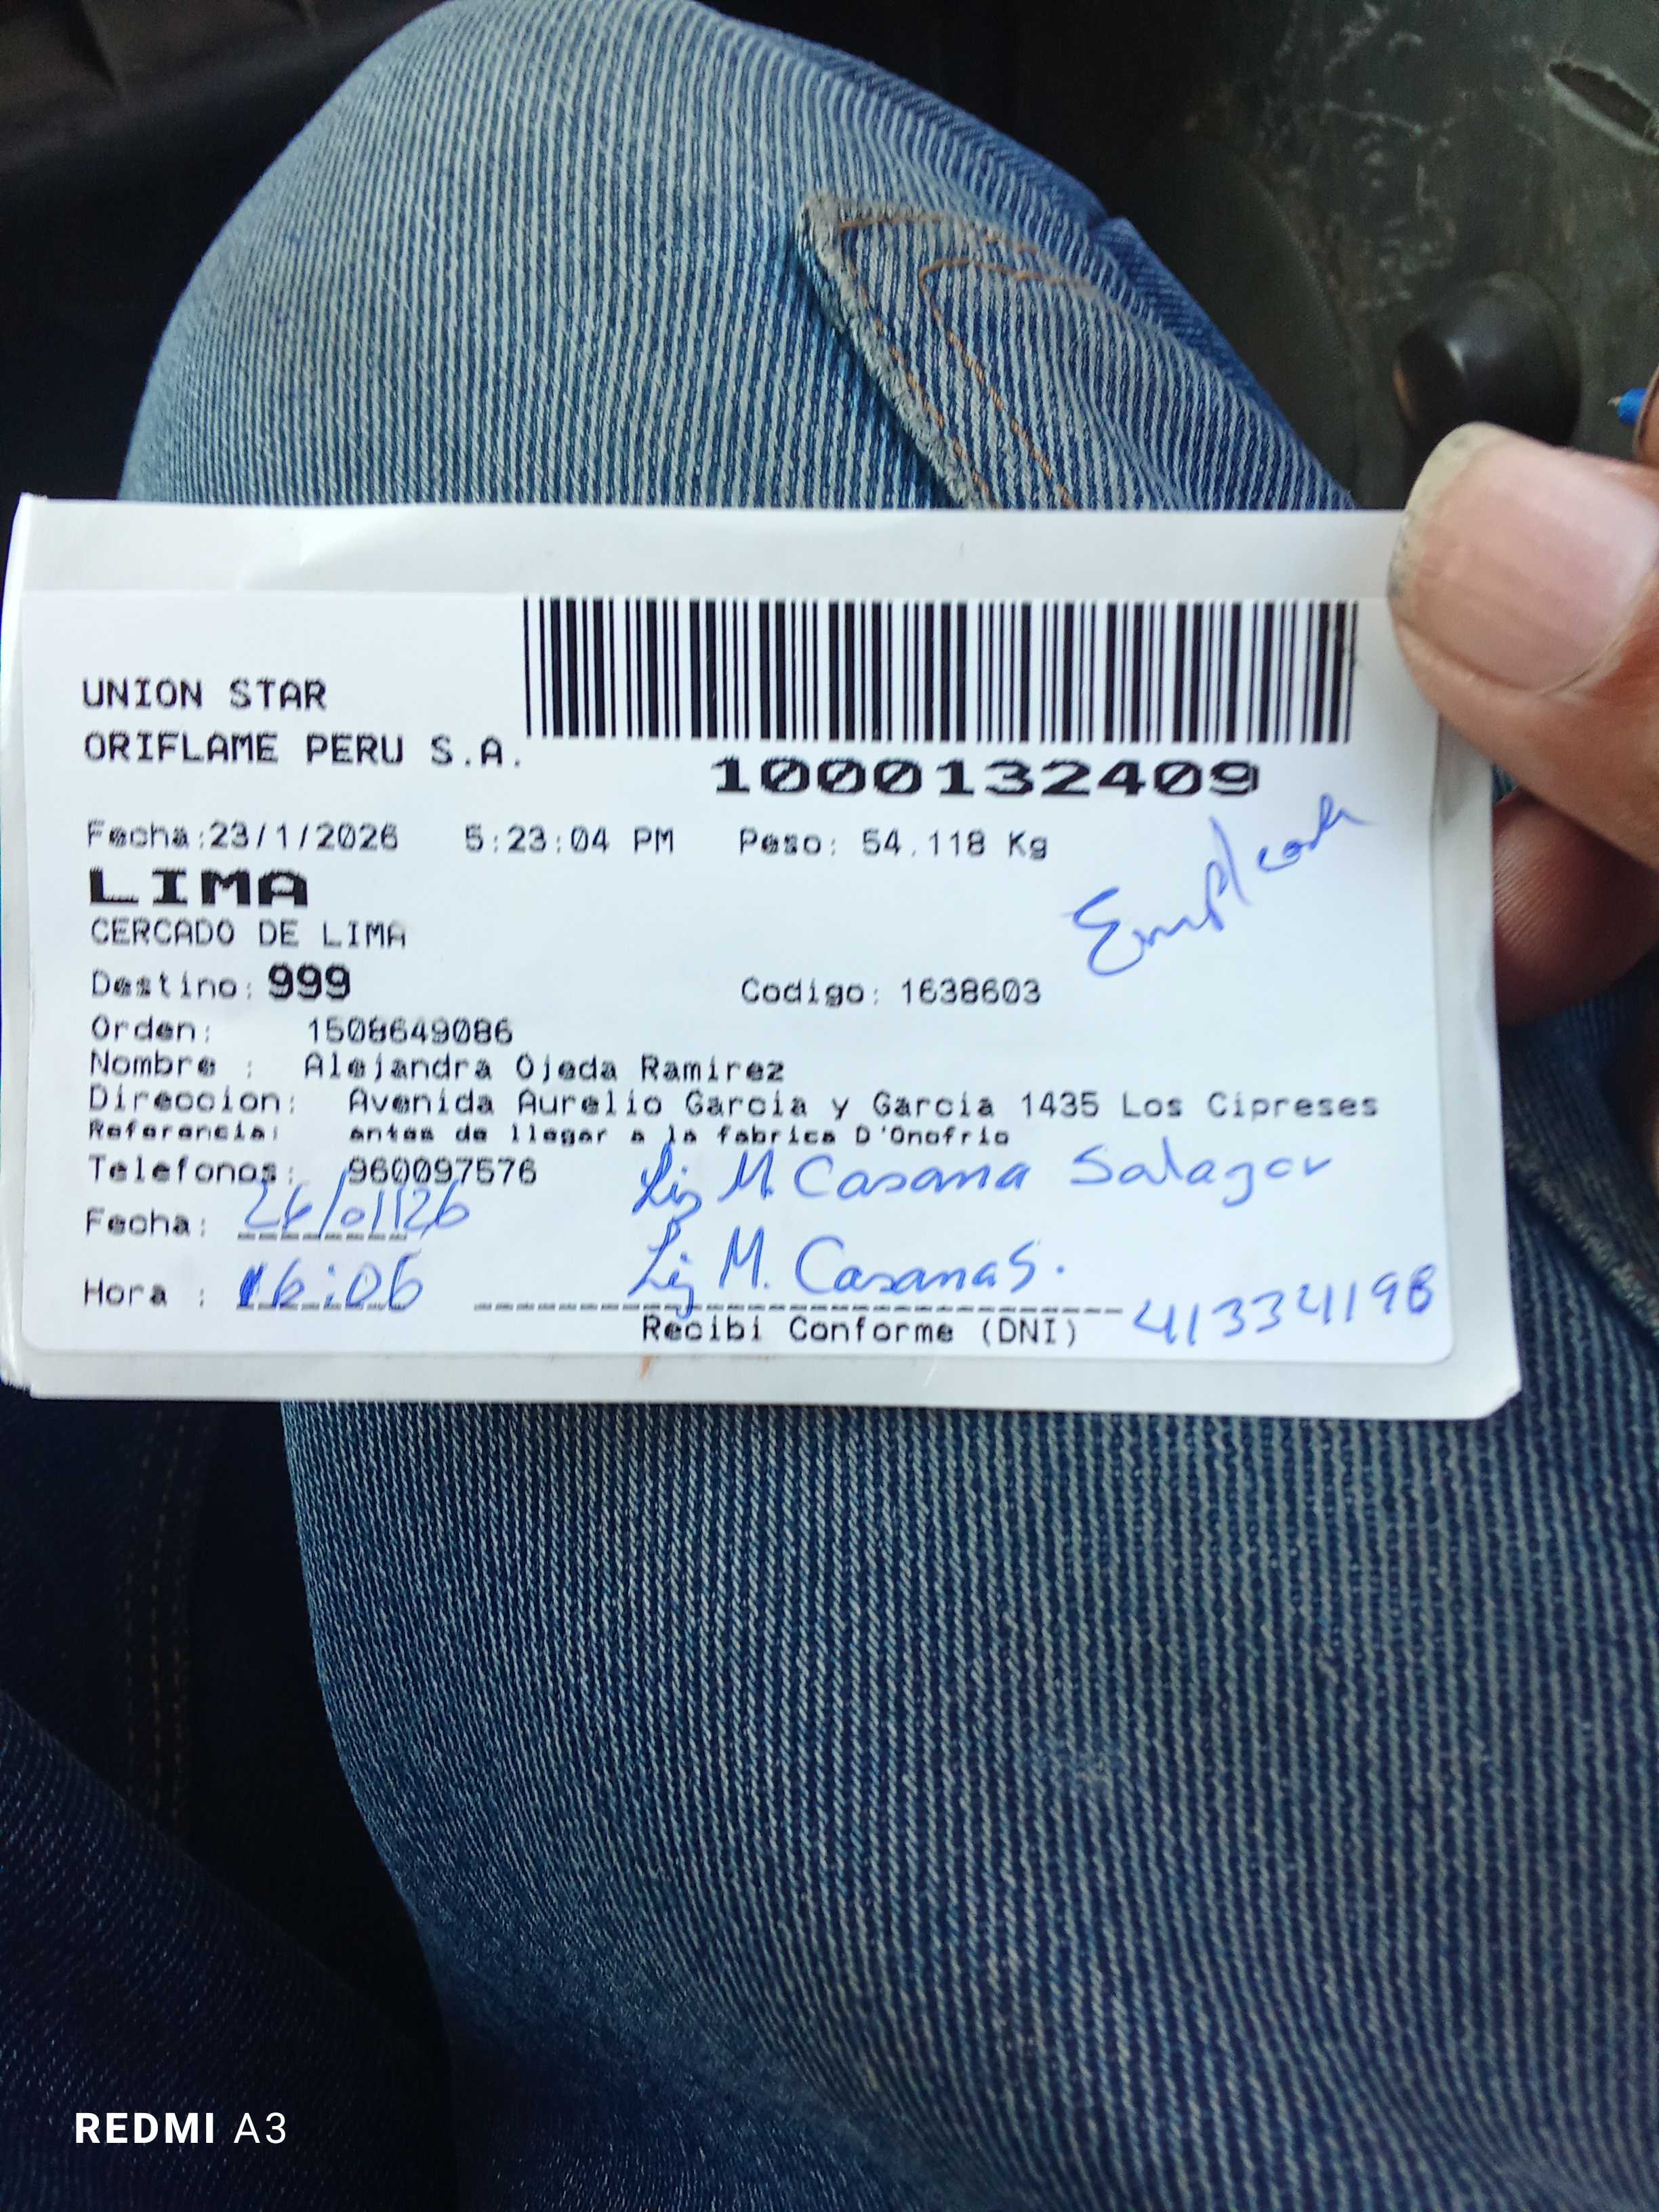 UNION STAR
ORIFLAME PERU S.A.
1000132409
Fecha:23/1/2026 5:23:04 PM Peso: 54.118 Kg
LIMA
CERCADO DE LIMA
Destino: 999 Codigo: 1638603
Orden: 1508649086
Nombre : Alejandra Ojeda Ramirez
Direccion: Avenida Aurelio Garcia y Garcia 1435 Los Cipreses
Referencia: antes de llegar a la fabrica D'Onofrio
Telefonos: 960097576 Liz M. Casana Salazar
Fecha: 26/01/26
Hora : 16:06 Liz M. Casana S.
Recibi Conforme (DNI) 41334198
REDMI A3